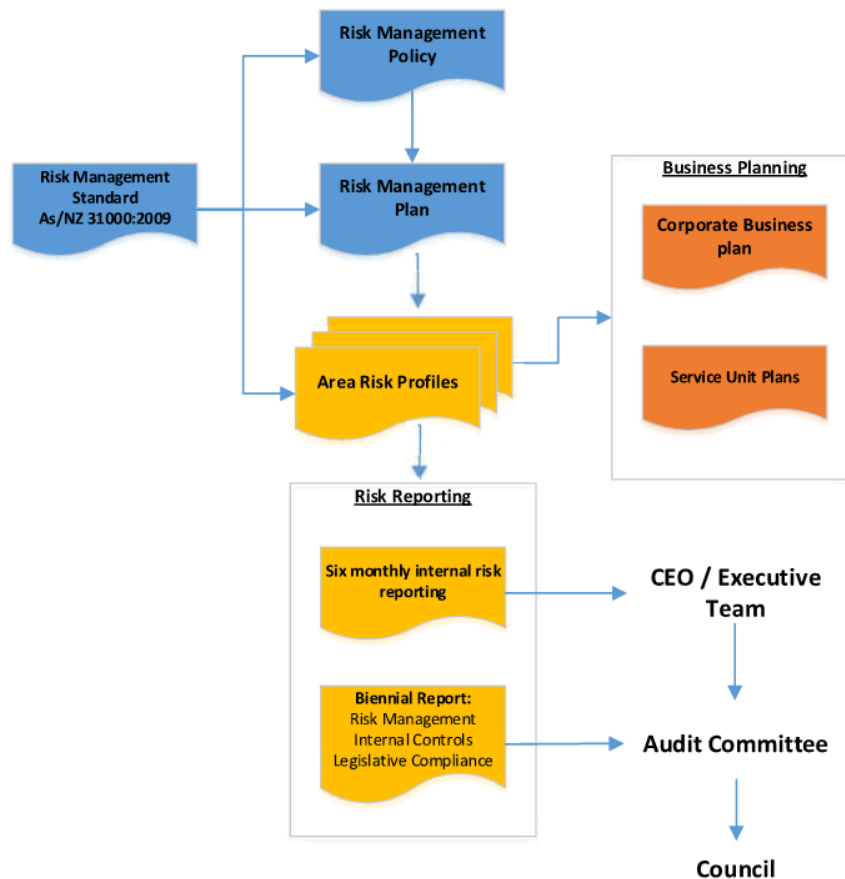 Risk Management
Policy
Risk Management
Standard
As/NZ 31000:2009
Risk Management
Plan
Business Planning
Corporate Business
plan
Service Unit Plans
Area Risk Profiles
Risk Reporting
Six monthly internal risk
reporting
CEO / Executive
Team
Biennial Report:
Risk Management
Internal Controls
Legislative Compliance
Audit Committee
Council